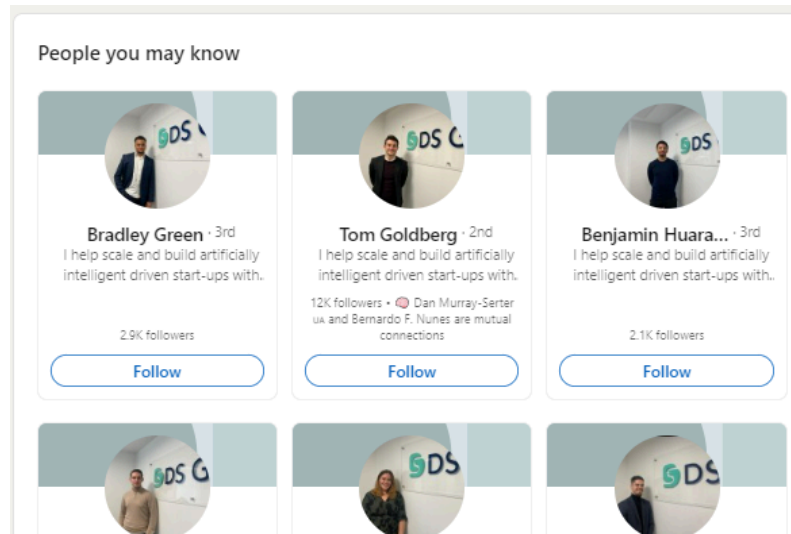 People you may know
DS
DS G
DS
Bradley Green · 3rd
Tom Goldberg · 2nd
Benjamin Huara... · 3rd
I help scale and build artificially
intelligent driven start-ups with..
I help scale and build artificially
intelligent driven start-ups with..
I help scale and build artificially
intelligent driven start-ups with..
2.9K followers
12K followers • 🧠 Dan Murray-Serter
UA and Bernardo F. Nunes are mutual
connections
2.1K followers
Follow
Follow
Follow
DS G
DS
DS